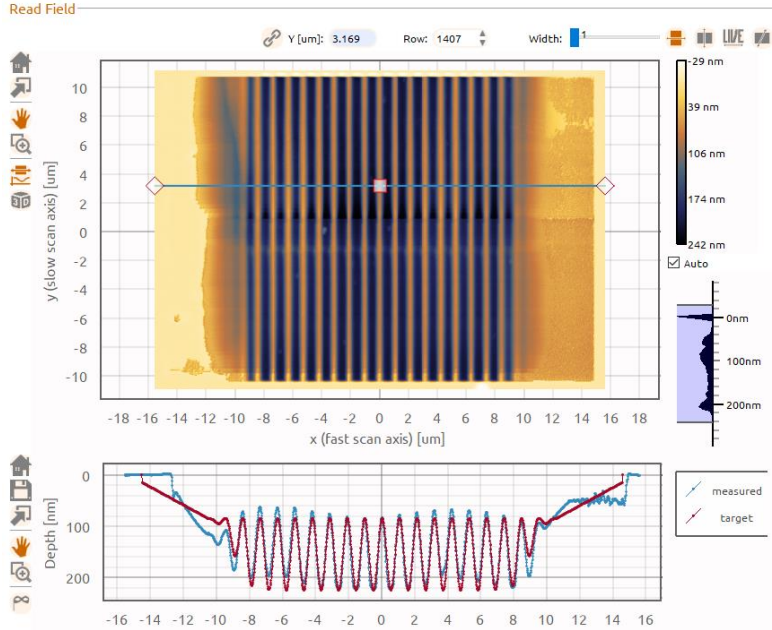 Read Field
Y [um]: 3.169 Row: 1407 Width: 1 LIVE
10
8
6
4
2
0
-2
-4
-6
-8
-10
y (slow scan axis) [um]
-18 -16 -14 -12 -10 -8 -6 -4 -2 0 2 4 6 8 10 12 14 16 18
x (fast scan axis) [um]
3D
-29 nm
39 nm
106 nm
174 nm
242 nm
Auto
0nm
100nm
200nm
0
100
200
Depth [nm]
-16 -14 -12 -10 -8 -6 -4 -2 0 2 4 6 8 10 12 14 16
measured
target